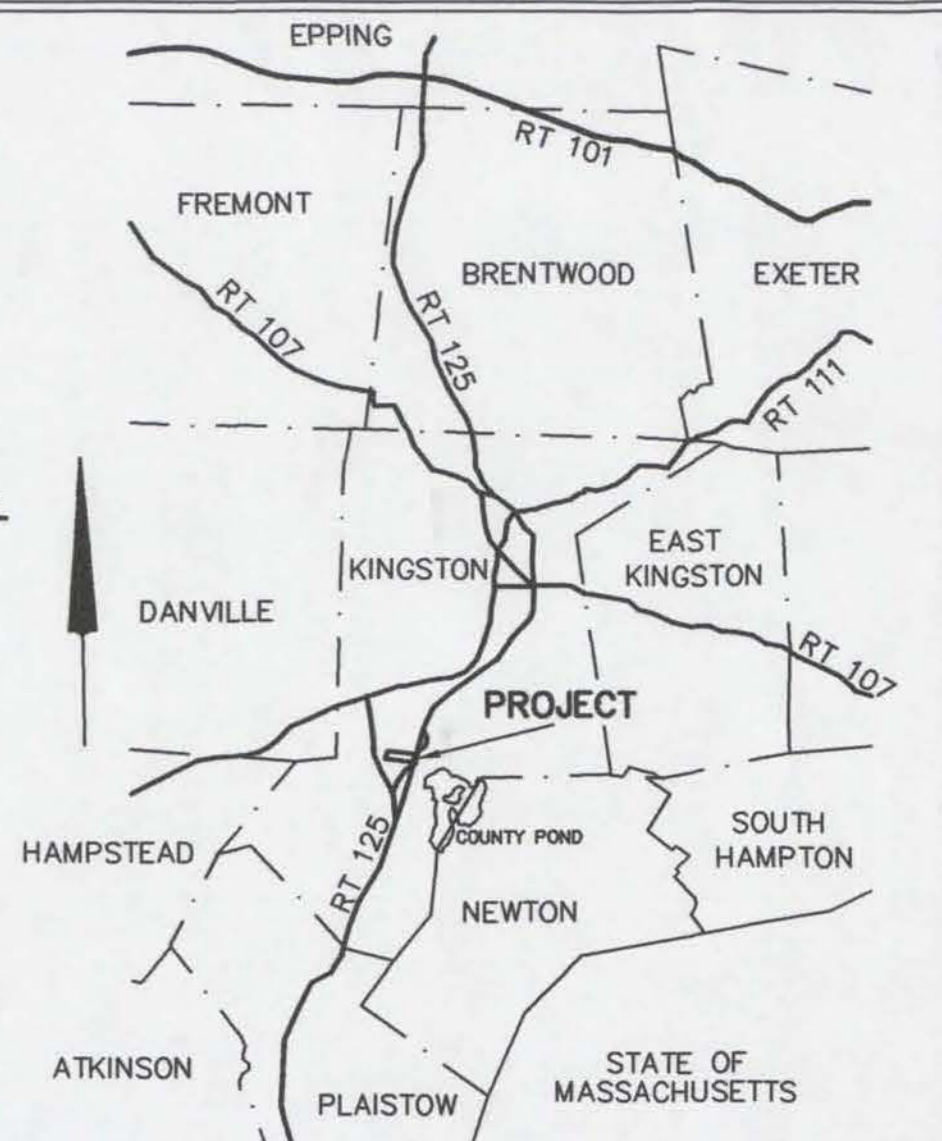 EPPING
RT 101
FREMONT
BRENTWOOD
EXETER
RT 107
RT 125
RT 111
EAST
KINGSTON
KINGSTON
DANVILLE
RT 107
PROJECT
COUNTY POND
RT 125
HAMPSTEAD
SOUTH
HAMPTON
NEWTON
ATKINSON
STATE OF
MASSACHUSETTS
PLAISTOW